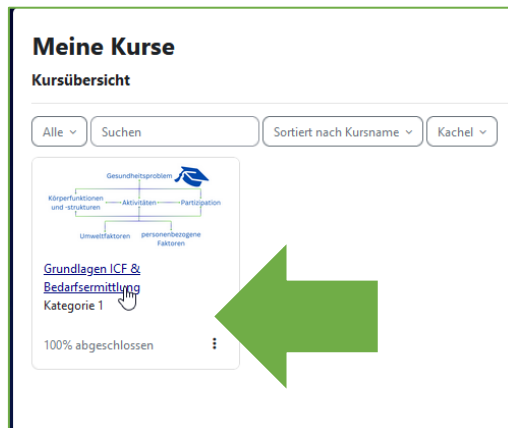 Meine Kurse
Kursübersicht
Alle
Suchen
Sortiert nach Kursname
Kachel
Gesundheitsproblem
Körperfunktionen
und -strukturen
Aktivitäten
Partizipation
Umweltfaktoren
personenbezogene
Faktoren
Grundlagen ICF &
Bedarfsermittlung
Kategorie 1
100% abgeschlossen